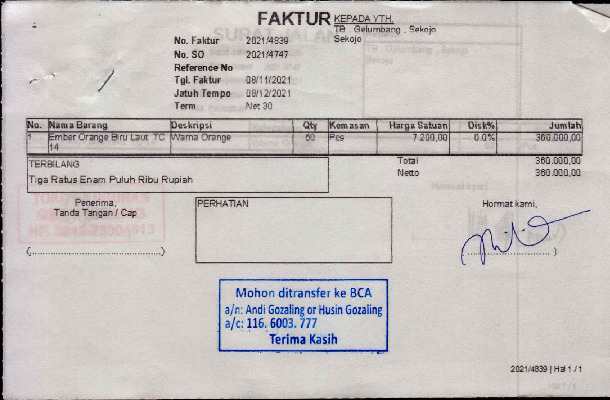 FAKTUR
KEPADA YTH.
TB . Gelumbang , Sekojo
Sekojo
No. Faktur 2021/4839
No. SO 2021/4747
Reference No
Tgl. Faktur 08/11/2021
Jatuh Tempo 08/12/2021
Term Net 30
No. Nama Barang Deskripsi Qty Kemasan Harga Satuan Disk% Jumlah
1 Ember Orange Biru Laut TC Warna Orange 50 Pcs 7.200,00 0.0% 360.000,00
14
TERBILANG
Total 360.000,00
Netto 360.000,00
Tiga Ratus Enam Puluh Ribu Rupiah
Penerima,
Tanda Tangan / Cap
PERHATIAN
Hormat kami,
(............................)
(............................)
Mohon ditransfer ke BCA
a/n: Andi Gozaling or Husin Gozaling
a/c: 116. 6003. 777
Terima Kasih
2021/4839 | Hal 1 / 1